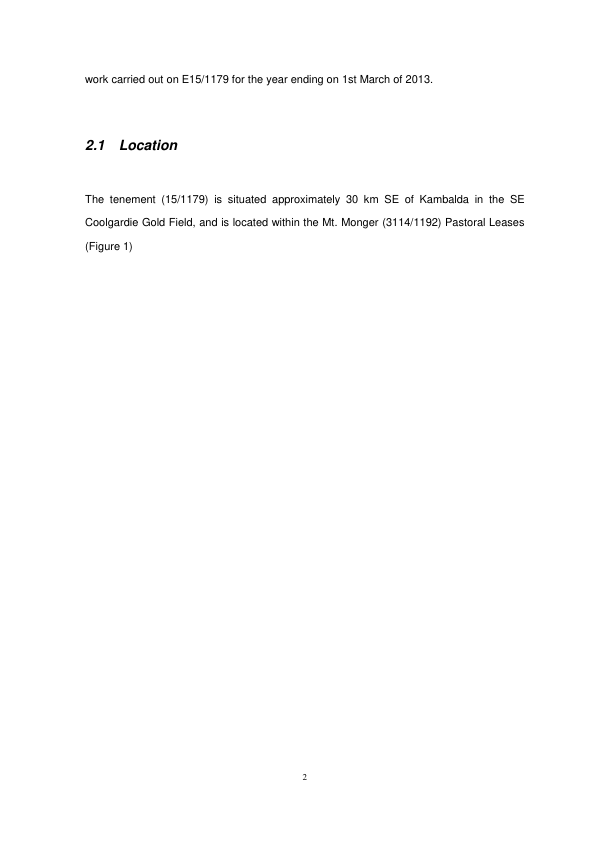 work carried out on E15/1179 for the year ending on 1st March of 2013.
2.1 Location
The tenement (15/1179) is situated approximately 30 km SE of Kambalda in the SE
Coolgardie Gold Field, and is located within the Mt. Monger (3114/1192) Pastoral Leases
(Figure 1)
2